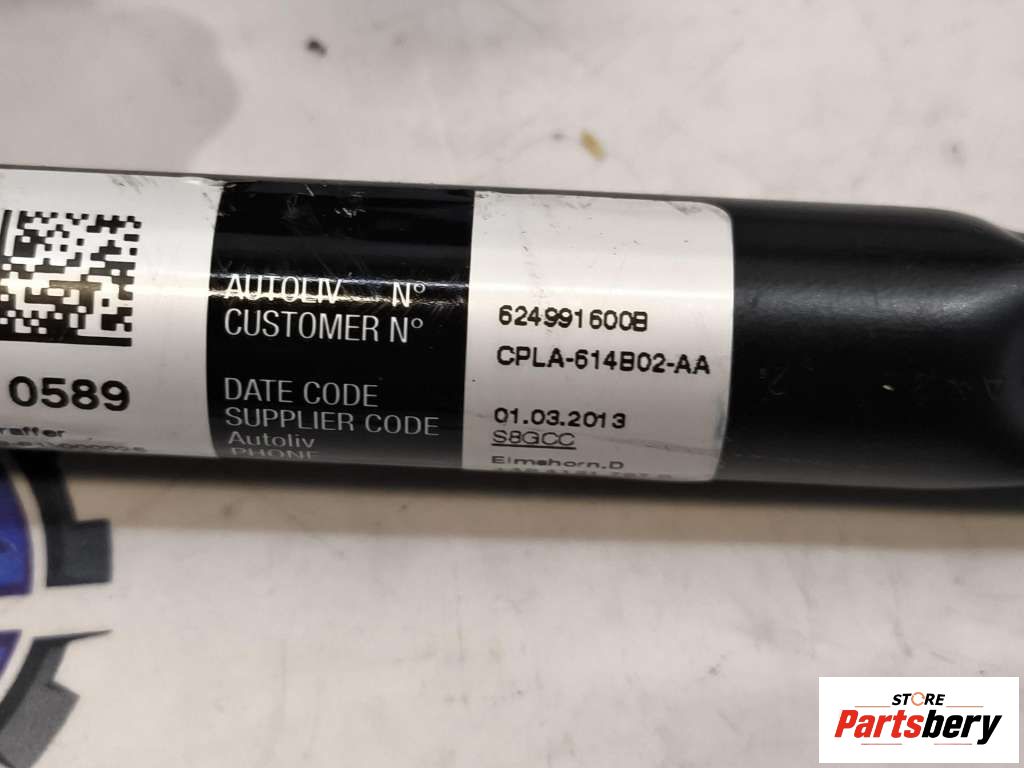 AUTOLIV N° 624991600B
CUSTOMER N° CPLA-614B02-AA
0589
DATE CODE 01.03.2013
SUPPLIER CODE S8GCC
Autoliv Elmshorn.D
PHONE
STORE
Partsbery